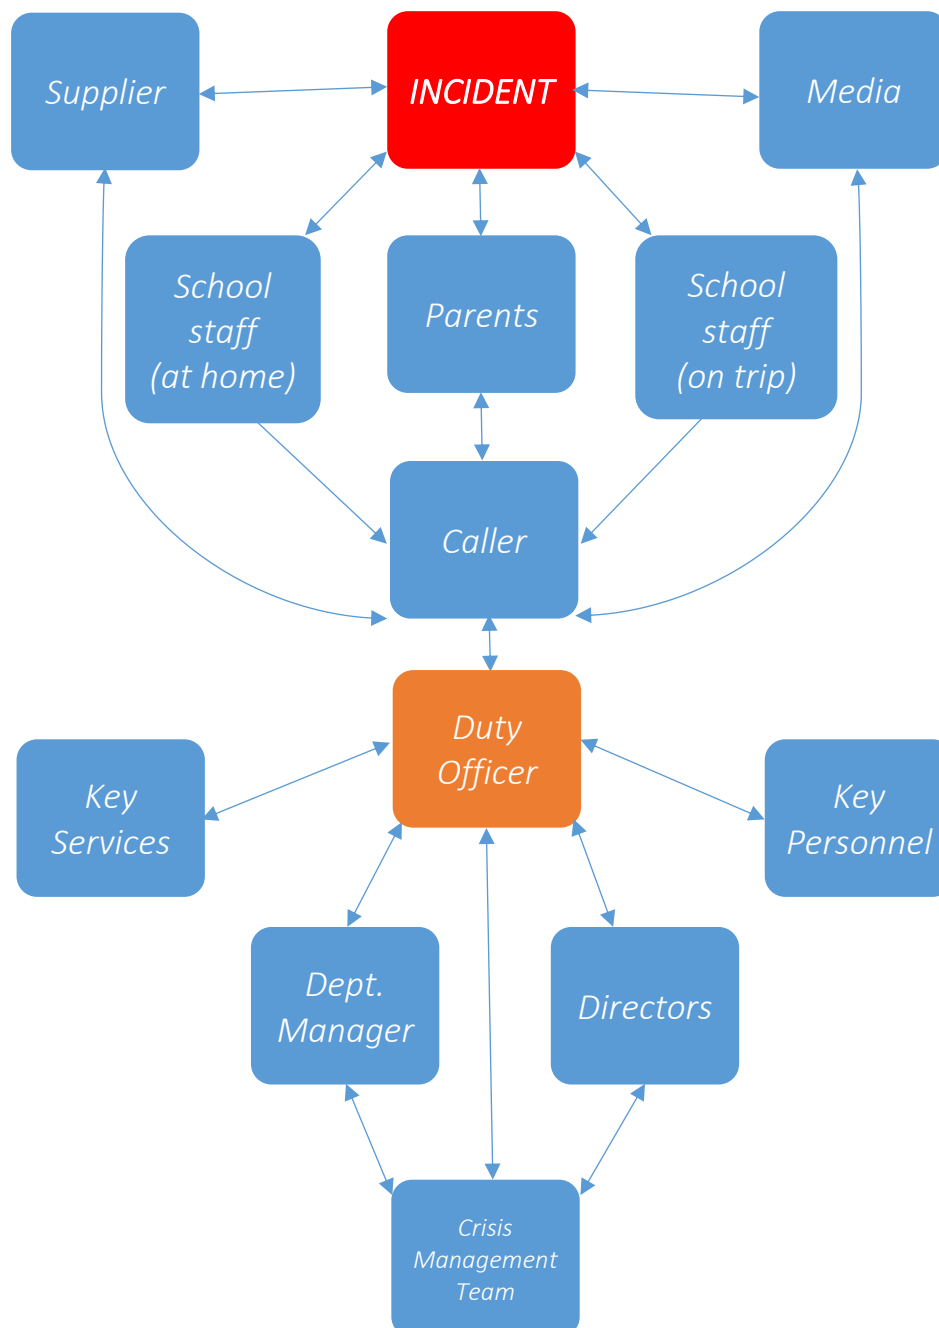 Supplier
INCIDENT
Media
School
staff
(at home)
Parents
School
staff
(on trip)
Caller
Duty
Officer
Key
Services
Key
Personnel
Dept.
Manager
Directors
Crisis
Management
Team